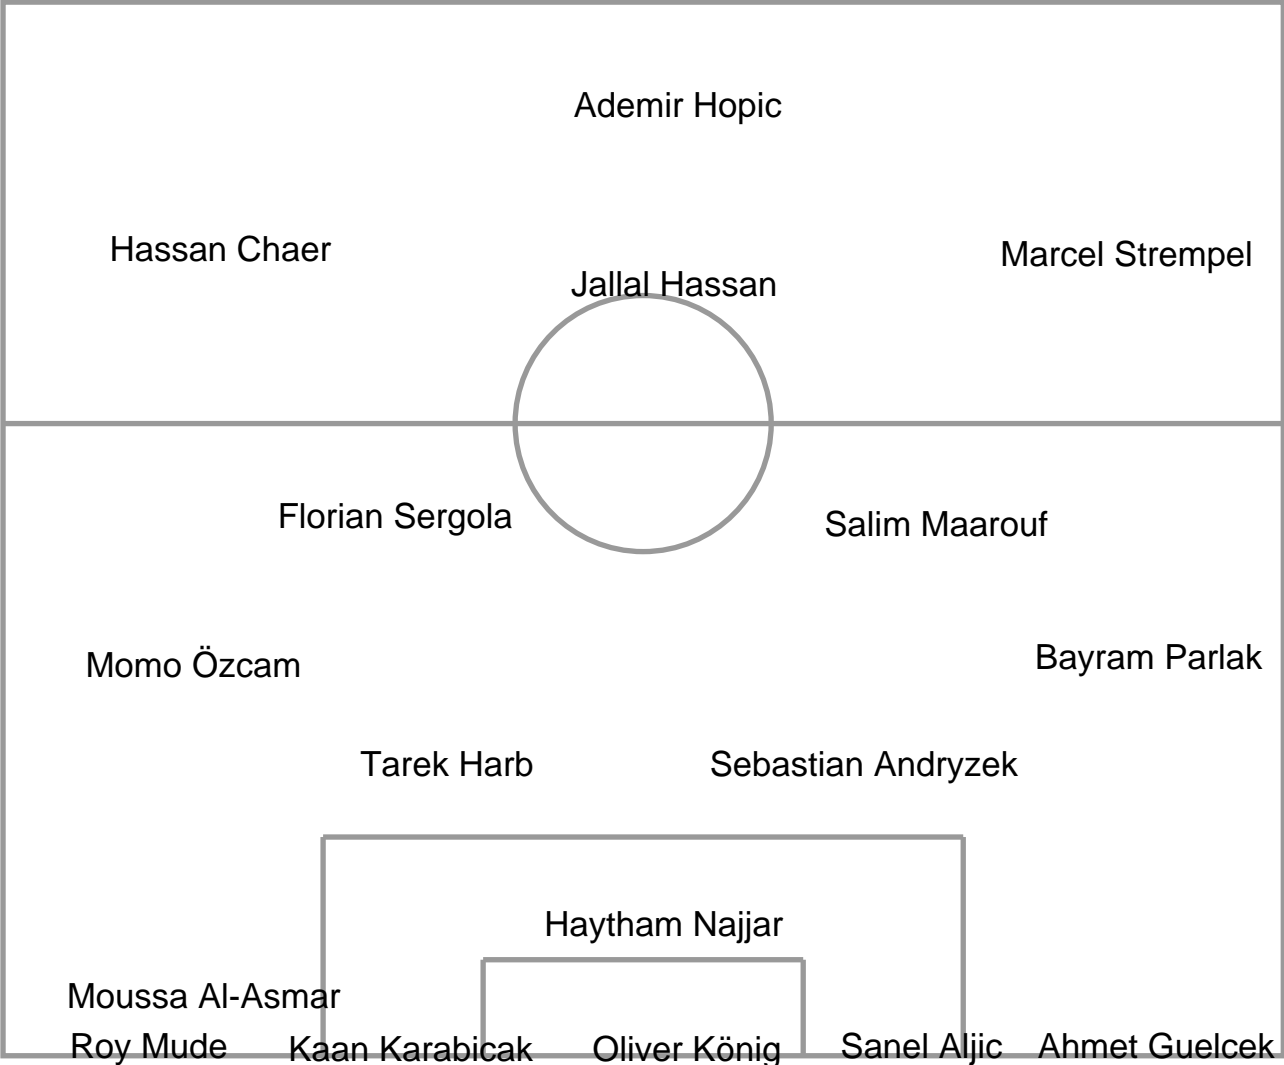 Ademir Hopic
Hassan Chaer
Marcel Strempel
Jallal Hassan
Florian Sergola
Salim Maarouf
Momo Özcam
Bayram Parlak
Tarek Harb
Sebastian Andryzek
Haytham Najjar
Moussa Al-Asmar
Roy Mude
Kaan Karabicak
Oliver König
Sanel Aljic
Ahmet Guelcek